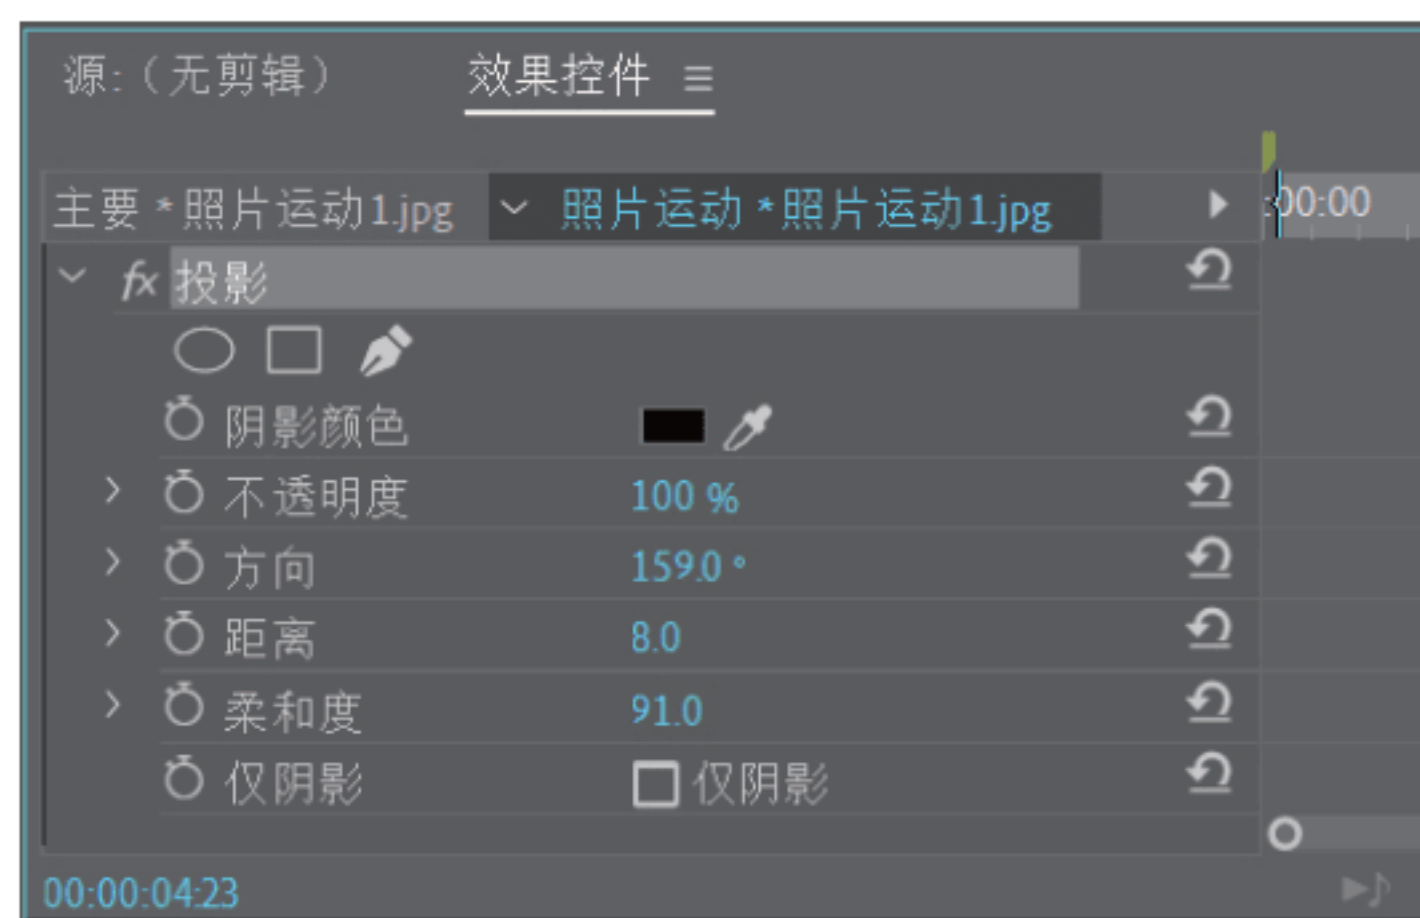 源:（无剪辑） 效果控件
主要*照片运动1.jpg 照片运动*照片运动1.jpg :00:00
fx 投影
阴影颜色
不透明度 100 %
方向 159.0 °
距离 8.0
柔和度 91.0
仅阴影 仅阴影
00:00:04:23